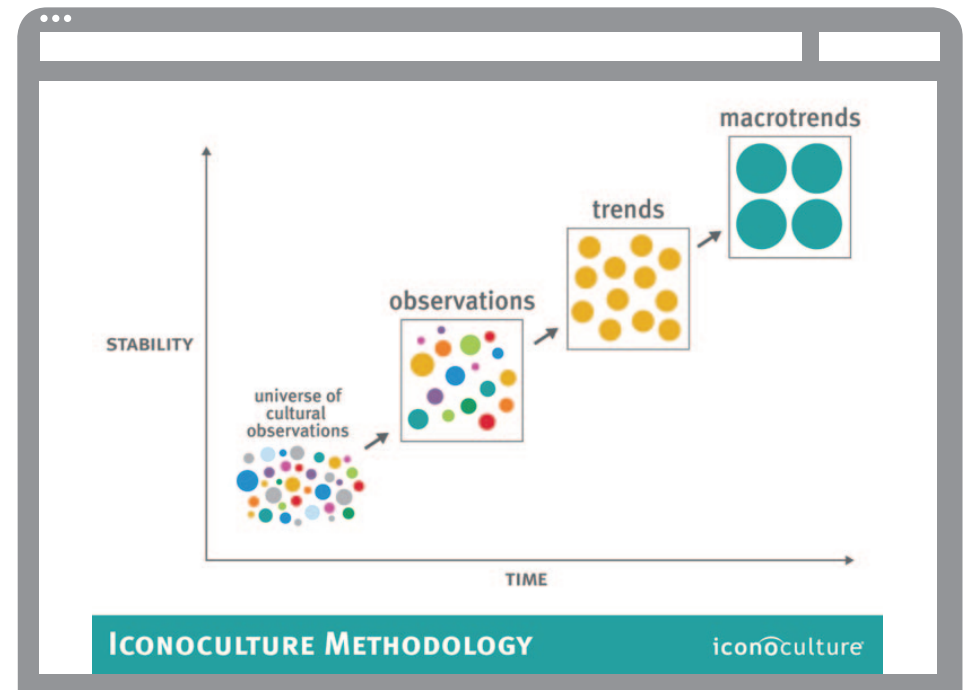 macrotrends
trends
observations
STABILITY
universe of
cultural
observations
TIME
ICONOCULTURE METHODOLOGY
iconoculture